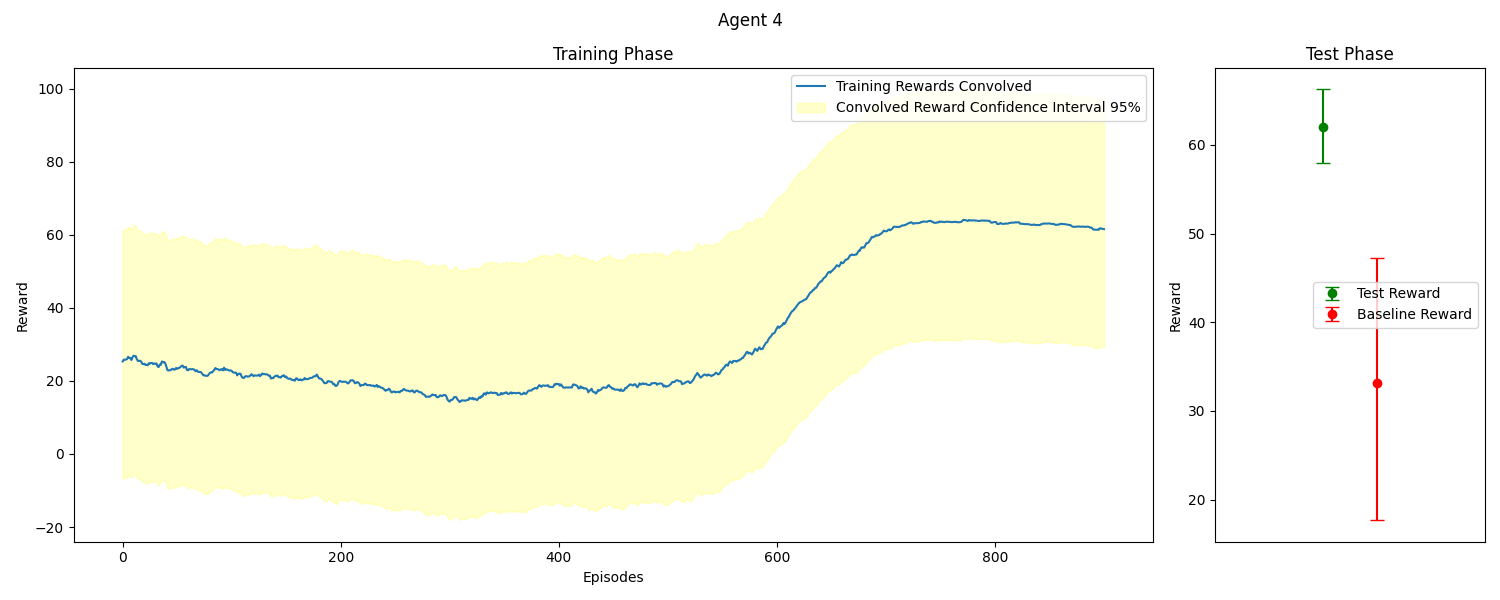 Agent 4
Training Phase
Training Rewards Convolved
Convolved Reward Confidence Interval 95%
Reward
100
80
60
40
20
0
−20
0
200
400
600
800
Episodes
Test Phase
Reward
60
50
40
30
20
Test Reward
Baseline Reward